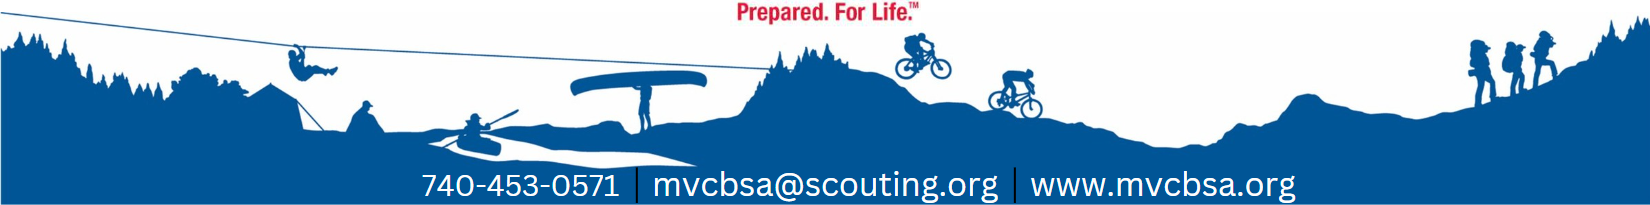 Prepared. For Life.™
740-453-0571 | mvcbsa@scouting.org | www.mvcbsa.org